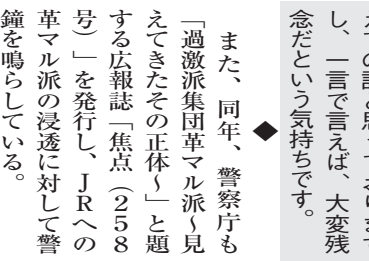 し、一言で言えば、大変残
念だという気持ちです。
◆
また、同年、警察庁も
「過激派集団革マル派～見
えてきたその正体～」と題
する広報誌「焦点（２５８
号）」を発行し、ＪＲへの
革マル派の浸透に対して警
鐘を鳴らしている。